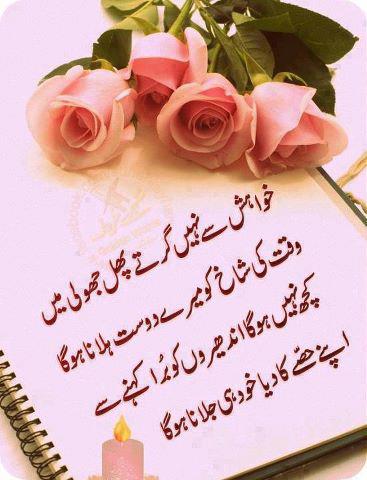 خواہش سے نہیں گرتے پھل جھولی میں
وقت کی شاخ کو میرے دوست ہلانا ہوگا
کچھ نہیں ہوگا اندھیروں کو بُرا کہنے سے
اپنے حصّے کا دیا خود ہی جلانا ہوگا